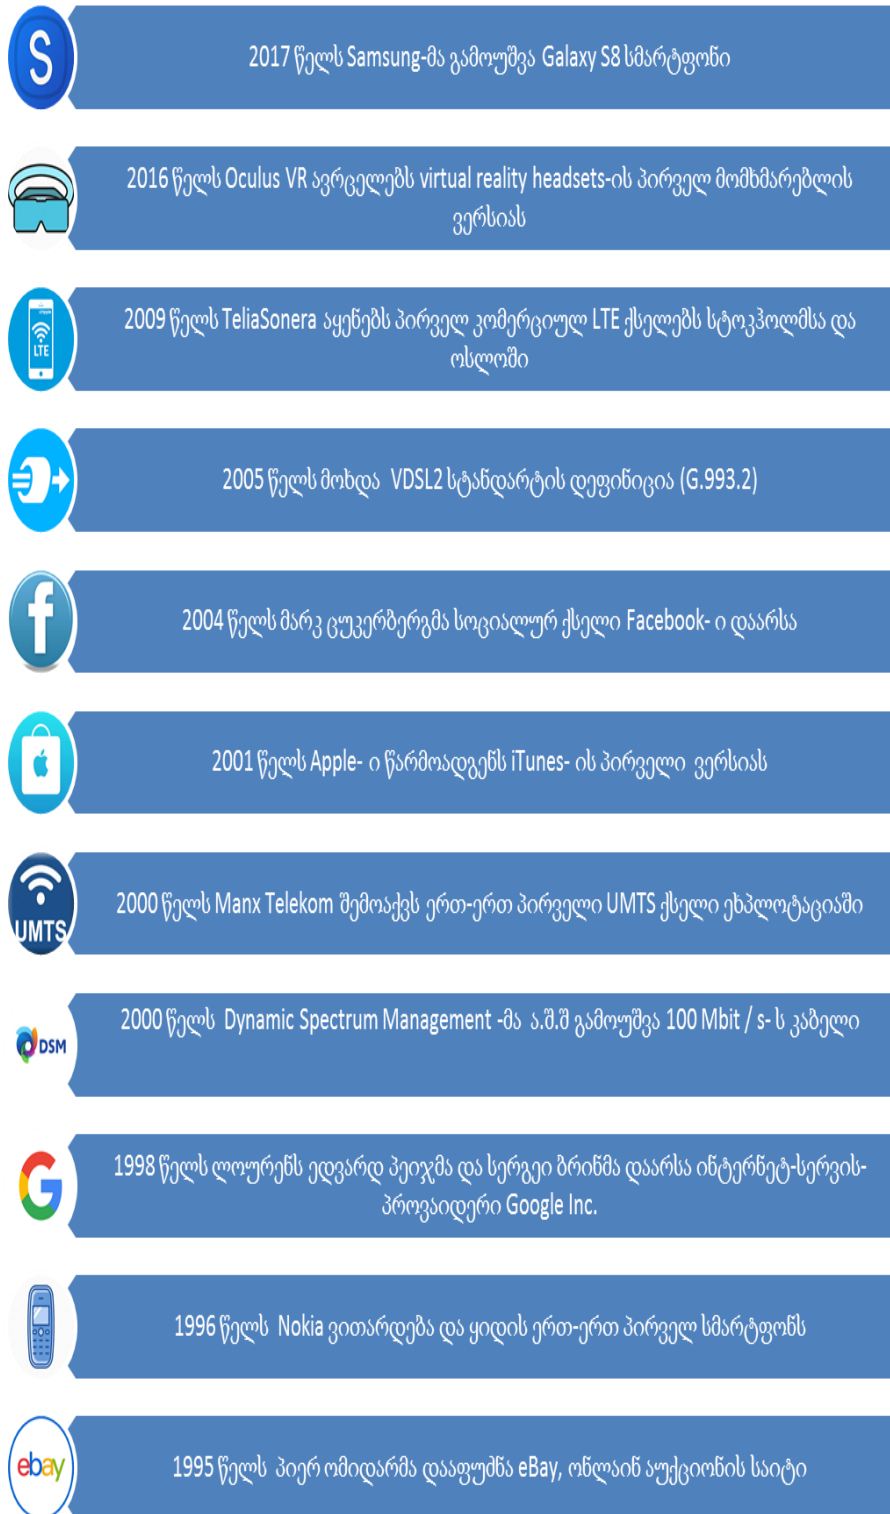 S
2017 წელს Samsung-მა გამოუშვა Galaxy S8 სმარტფონი
2016 წელს Oculus VR ავრცელებს virtual reality headsets-ის პირველ მომხმარებლის
ვერსიას
LTE
2009 წელს TeliaSonera აყენებს პირველ კომერციულ LTE ქსელებს სტოკჰოლმსა და
ოსლოში
2005 წელს მოხდა VDSL2 სტანდარტის დეფინიცია (G.993.2)
f
2004 წელს მარკ ცუკერბერგმა სოციალურ ქსელი Facebook- ი დაარსა
2001 წელს Apple- ი წარმოადგენს iTunes- ის პირველი ვერსიას
UMTS
2000 წელს Manx Telekom შემოაქვს ერთ-ერთ პირველი UMTS ქსელი ეხპლოტაციაში
DSM
2000 წელს Dynamic Spectrum Management -მა ა.შ.შ გამოუშვა 100 Mbit / s- ს კაბელი
G
1998 წელს ლოურენს ედვარდ პეიჯმა და სერგეი ბრინმა დაარსა ინტერნეტ-სერვის-
პროვაიდერი Google Inc.
1996 წელს Nokia ვითარდება და ყიდის ერთ-ერთ პირველ სმარტფონს
ebay
1995 წელს პიერ ომიდარმა დააფუძნა eBay, ონლაინ აუქციონის საიტი